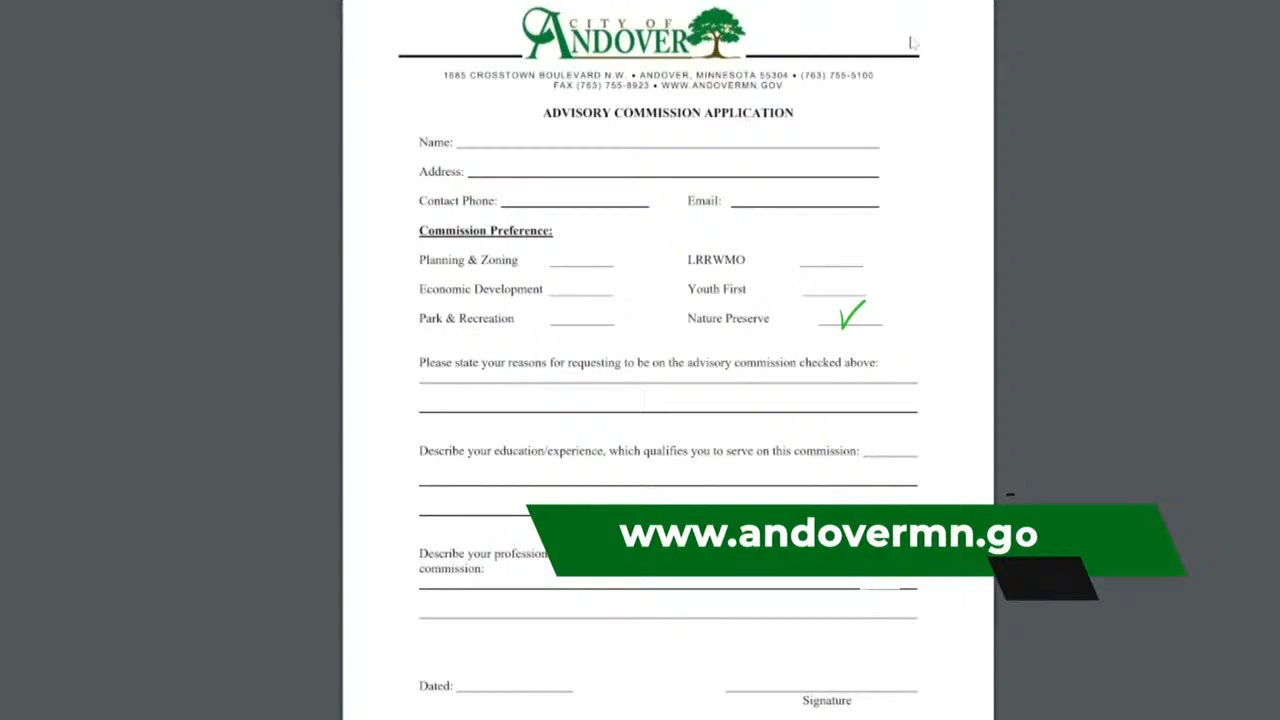 CITY OF
ANDOVER
1685 CROSSTOWN BOULEVARD N.W. • ANDOVER, MINNESOTA 55304 • (763) 755-5100
FAX (763) 755-8923 • WWW.ANDOVERMN.GOV
ADVISORY COMMISSION APPLICATION
Name:
Address:
Contact Phone: Email:
Commission Preference:
Planning & Zoning LRRWMO
Economic Development Youth First
Park & Recreation Nature Preserve
Please state your reasons for requesting to be on the advisory commission checked above:
Describe your education/experience, which qualifies you to serve on this commission:
www.andovermn.go
Describe your profession
commission:
Dated:
Signature